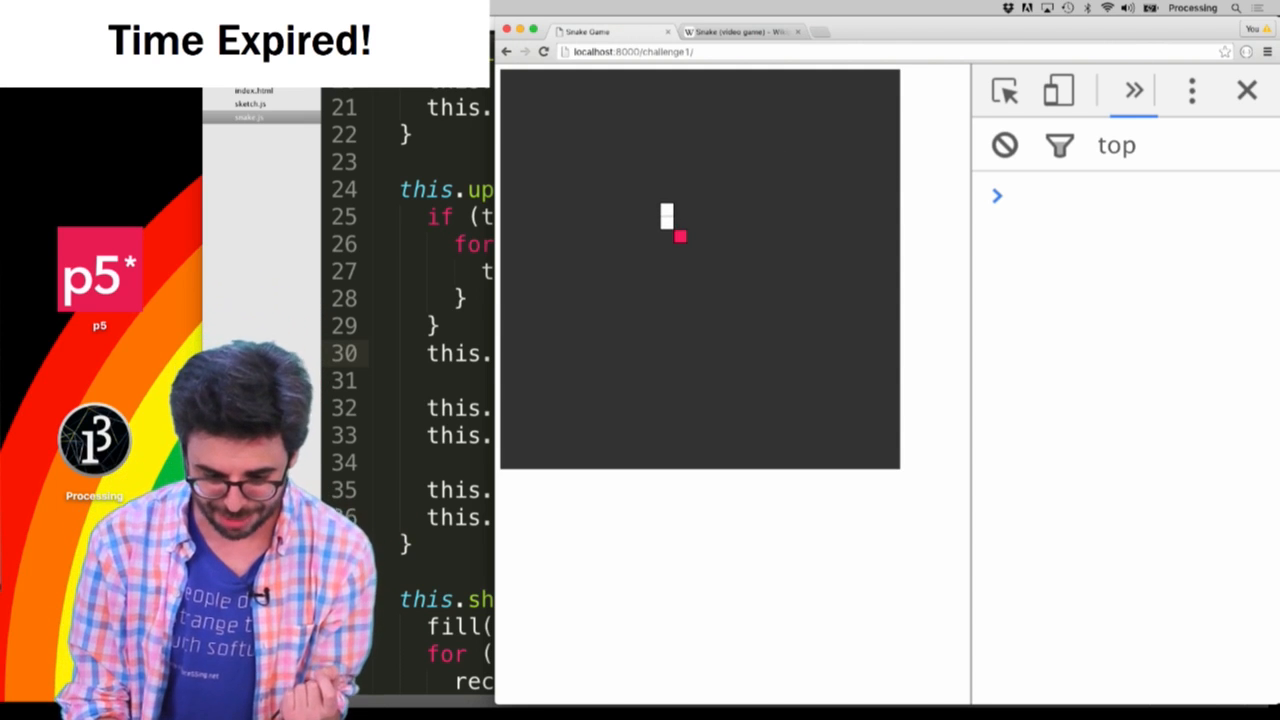 Time Expired!
Processing
Snake Game
Snake (video game) - Wiki
You
localhost:8000/challenge1/
index.html
sketch.js
snake.js
top
21 this.
22 }
23
24 this.up
25 if (t
26 for
27 t
28 }
29 }
30 this.
31
32 this.
33 this.
34
35 this.
36 this.
}
this.sh
fill(
for (
rec
p5*
p5
Processing
people d
strange t
with softw